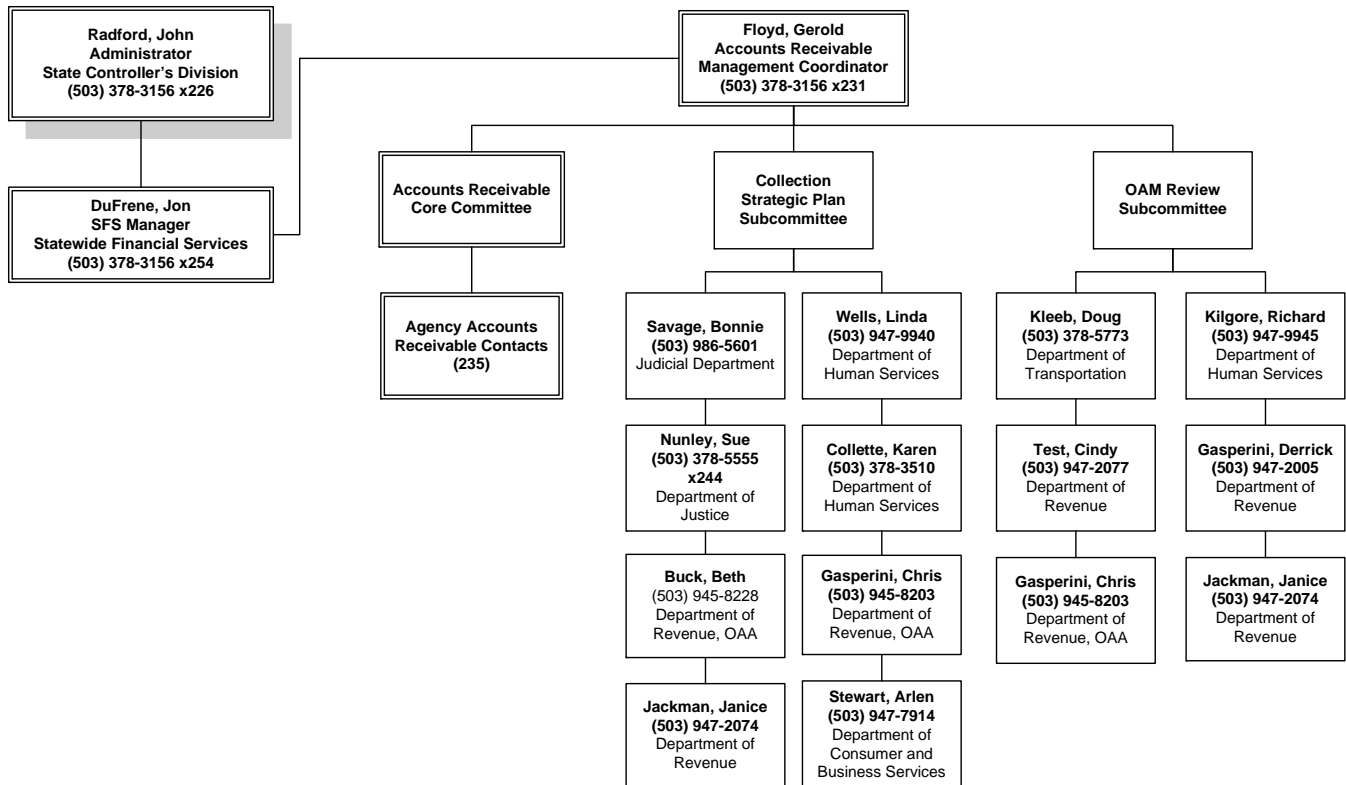 Radford, John
Administrator
State Controller's Division
(503) 378-3156 x226
Floyd, Gerold
Accounts Receivable
Management Coordinator
(503) 378-3156 x231
DuFrene, Jon
SFS Manager
Statewide Financial Services
(503) 378-3156 x254
Accounts Receivable
Core Committee
Collection
Strategic Plan
Subcommittee
OAM Review
Subcommittee
Agency Accounts
Receivable Contacts
(235)
Savage, Bonnie
(503) 986-5601
Judicial Department
Wells, Linda
(503) 947-9940
Department of
Human Services
Kleeb, Doug
(503) 378-5773
Department of
Transportation
Kilgore, Richard
(503) 947-9945
Department of
Human Services
Nunley, Sue
(503) 378-5555
x244
Department of
Justice
Collette, Karen
(503) 378-3510
Department of
Human Services
Test, Cindy
(503) 947-2077
Department of
Revenue
Gasperini, Derrick
(503) 947-2005
Department of
Revenue
Buck, Beth
(503) 945-8228
Department of
Revenue, OAA
Gasperini, Chris
(503) 945-8203
Department of
Revenue, OAA
Gasperini, Chris
(503) 945-8203
Department of
Revenue, OAA
Jackman, Janice
(503) 947-2074
Department of
Revenue
Jackman, Janice
(503) 947-2074
Department of
Revenue
Stewart, Arlen
(503) 947-7914
Department of
Consumer and
Business Services